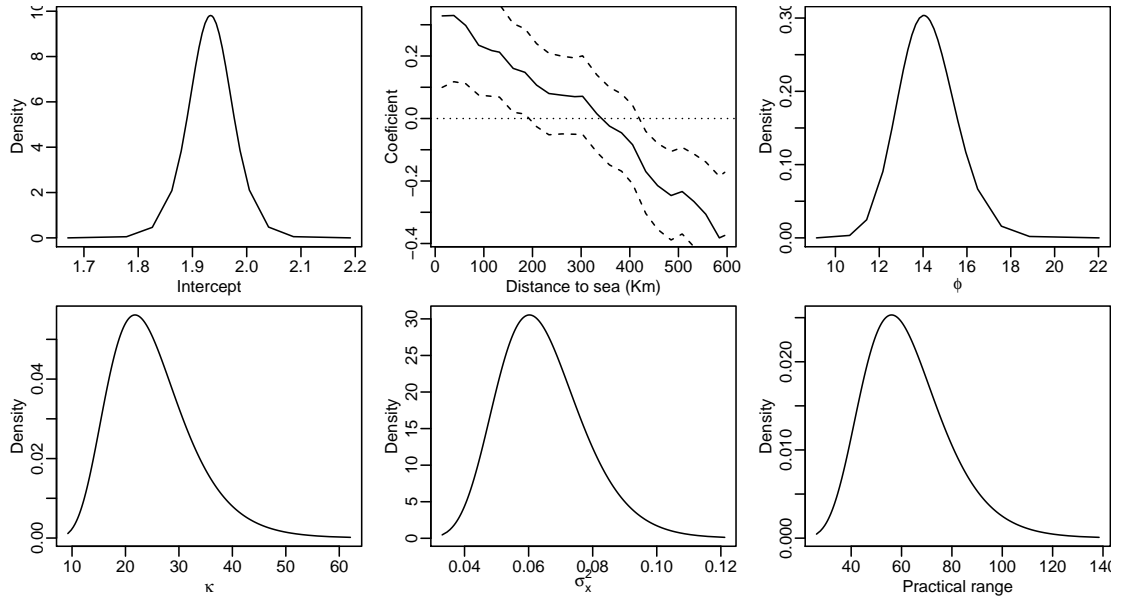 Density
10
8
6
4
2
0
1.7 1.8 1.9 2.0 2.1 2.2
Intercept
Coeficient
0.2
0.0
−0.2
−0.4
0 100 200 300 400 500 600
Distance to sea (Km)
Density
0.30
0.20
0.10
0.00
10 12 14 16 18 20 22
ϕ
Density
0.04
0.02
0.00
10 20 30 40 50 60
κ
Density
30
25
20
15
10
5
0
0.04 0.06 0.08 0.10 0.12
σ²ₓ
Density
0.020
0.010
0.000
40 60 80 100 120 140
Practical range